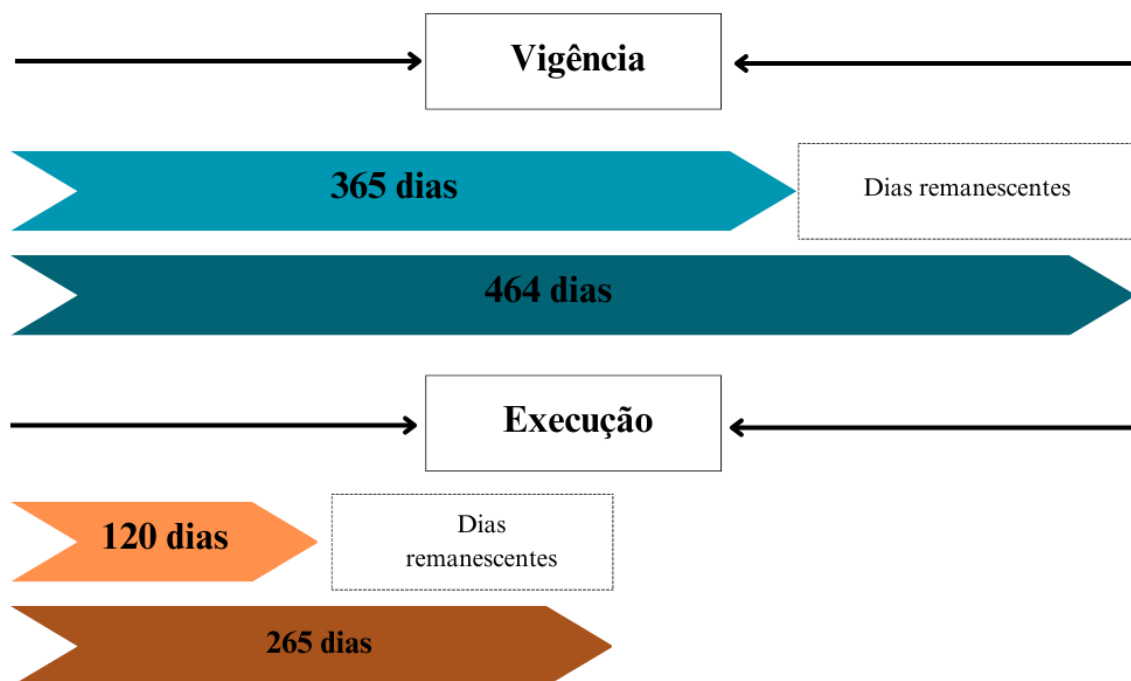 Vigência
365 dias
Dias remanescentes
464 dias
Execução
120 dias
Dias
remanescentes
265 dias